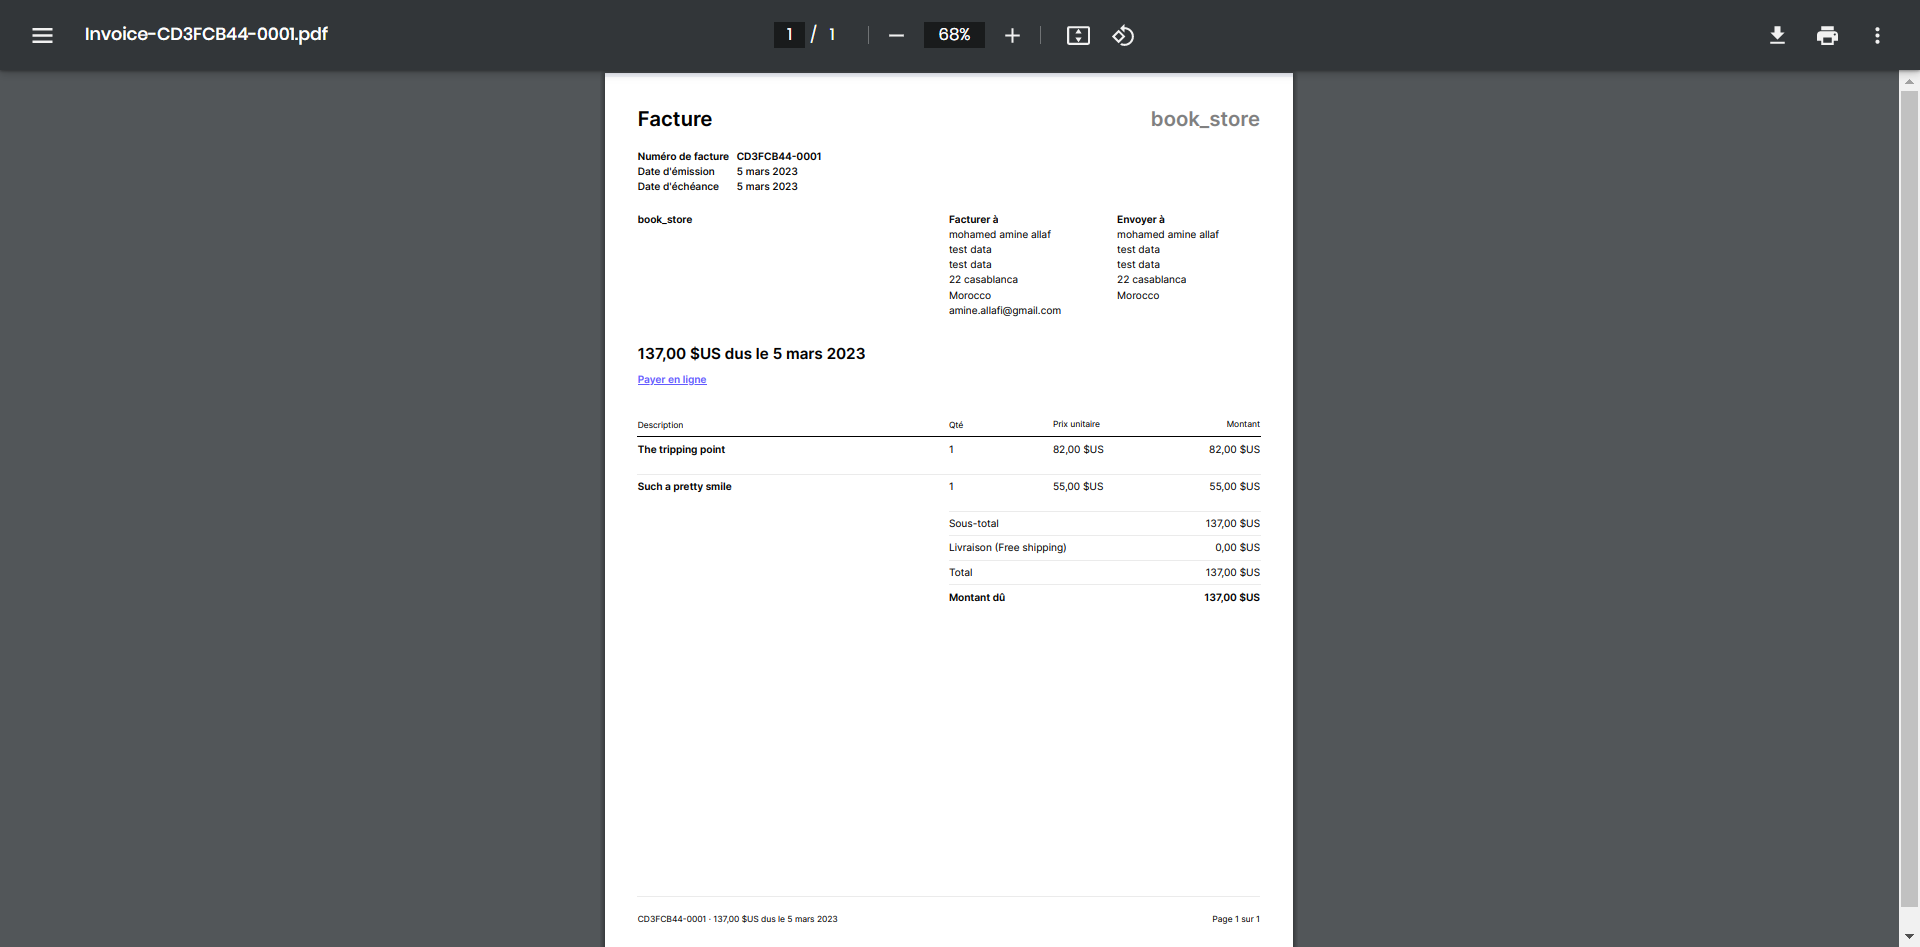 Invoice-CD3FCB44-0001.pdf
1 / 1
68%
Facture
book_store
Numéro de facture CD3FCB44-0001
Date d'émission 5 mars 2023
Date d'échéance 5 mars 2023
book_store
Facturer à
mohamed amine allaf
test data
test data
22 casablanca
Morocco
amine.allafi@gmail.com
Envoyer à
mohamed amine allaf
test data
test data
22 casablanca
Morocco
137,00 $US dus le 5 mars 2023
Payer en ligne
Description Qté Prix unitaire Montant
The tripping point 1 82,00 $US 82,00 $US
Such a pretty smile 1 55,00 $US 55,00 $US
Sous-total 137,00 $US
Livraison (Free shipping) 0,00 $US
Total 137,00 $US
Montant dû 137,00 $US
CD3FCB44-0001 · 137,00 $US dus le 5 mars 2023
Page 1 sur 1